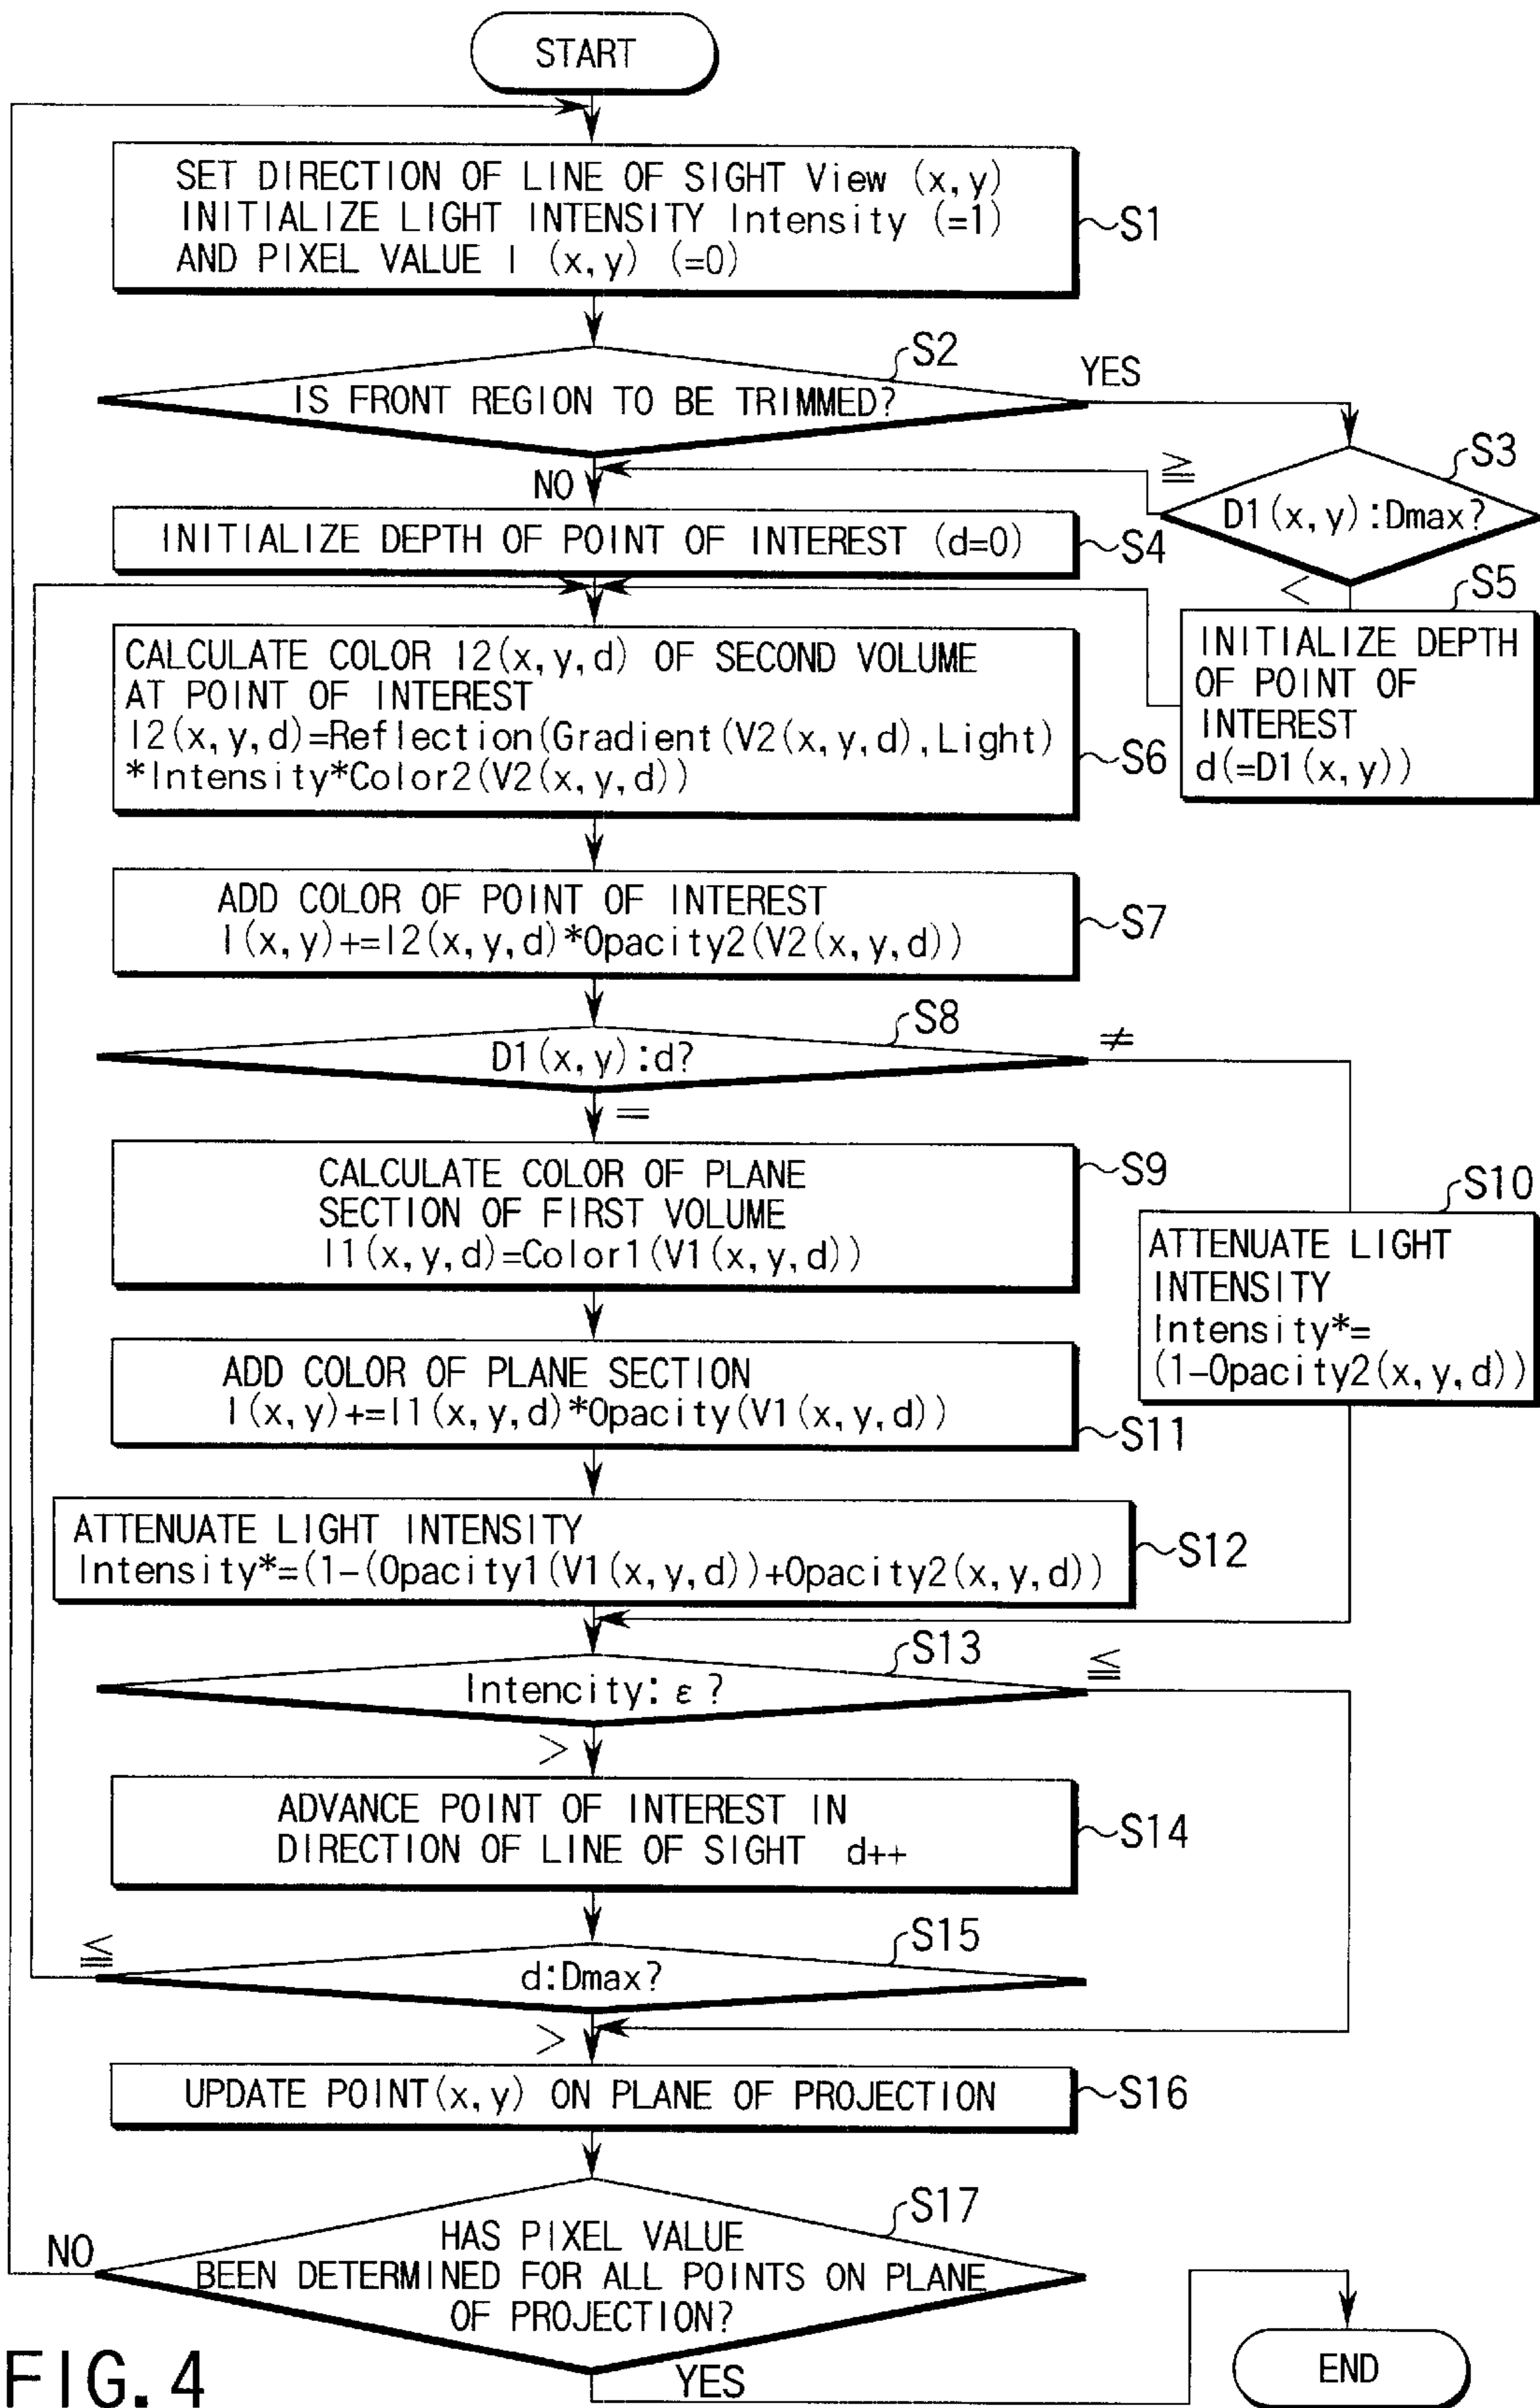 START
SET DIRECTION OF LINE OF SIGHT View (x,y)
INITIALIZE LIGHT INTENSITY Intensity (=1)
AND PIXEL VALUE I (x,y) (=0)
S1
S2
IS FRONT REGION TO BE TRIMMED?
YES
NO
S3
D1(x,y):Dmax?
≧
<
INITIALIZE DEPTH OF POINT OF INTEREST (d=0)
S4
S5
INITIALIZE DEPTH
OF POINT OF
INTEREST
d(=D1(x,y))
CALCULATE COLOR I2(x,y,d) OF SECOND VOLUME
AT POINT OF INTEREST
I2(x,y,d)=Reflection(Gradient(V2(x,y,d),Light)
*Intensity*Color2(V2(x,y,d))
S6
ADD COLOR OF POINT OF INTEREST
I(x,y)+=I2(x,y,d)*Opacity2(V2(x,y,d))
S7
S8
D1(x,y):d?
≠
=
CALCULATE COLOR OF PLANE
SECTION OF FIRST VOLUME
I1(x,y,d)=Color1(V1(x,y,d))
S9
S10
ATTENUATE LIGHT
INTENSITY
Intensity*=
(1-Opacity2(x,y,d))
ADD COLOR OF PLANE SECTION
I(x,y)+=I1(x,y,d)*Opacity(V1(x,y,d))
S11
ATTENUATE LIGHT INTENSITY
Intensity*=(1-(Opacity1(V1(x,y,d))+Opacity2(x,y,d))
S12
S13
Intencity: ε ?
≦
>
ADVANCE POINT OF INTEREST IN
DIRECTION OF LINE OF SIGHT d++
S14
S15
d:Dmax?
≦
>
UPDATE POINT(x,y) ON PLANE OF PROJECTION
S16
S17
HAS PIXEL VALUE
BEEN DETERMINED FOR ALL POINTS ON PLANE
OF PROJECTION?
NO
YES
END
FIG. 4